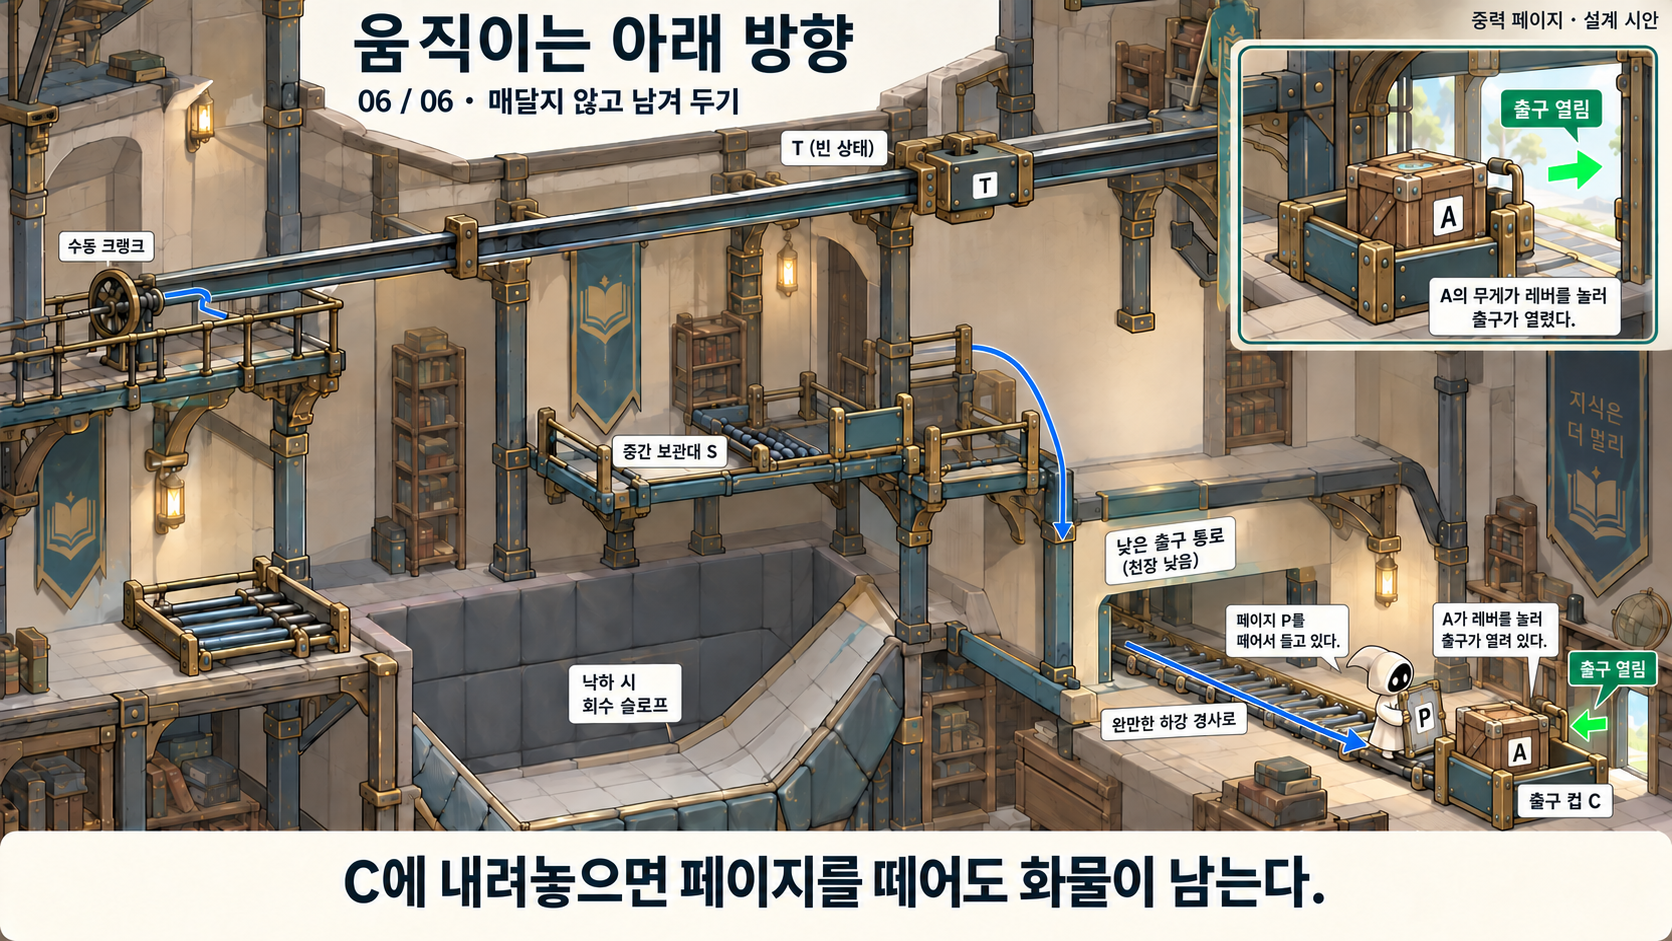 움직이는 아래 방향
06 / 06 • 매달지 않고 남겨 두기
중력 페이지 · 설계 시안
출구 열림
A
A의 무게가 레버를 눌러
출구가 열렸다.
T (빈 상태)
T
수동 크랭크
중간 보관대 S
지식은
더 멀리
낮은 출구 통로
(천장 낮음)
페이지 P를
떼어서 들고 있다.
A가 레버를 눌러
출구가 열려 있다.
출구 열림
낙하 시
회수 슬로프
완만한 하강 경사로
P
A
출구 컵 C
C에 내려놓으면 페이지를 떼어도 화물이 남는다.